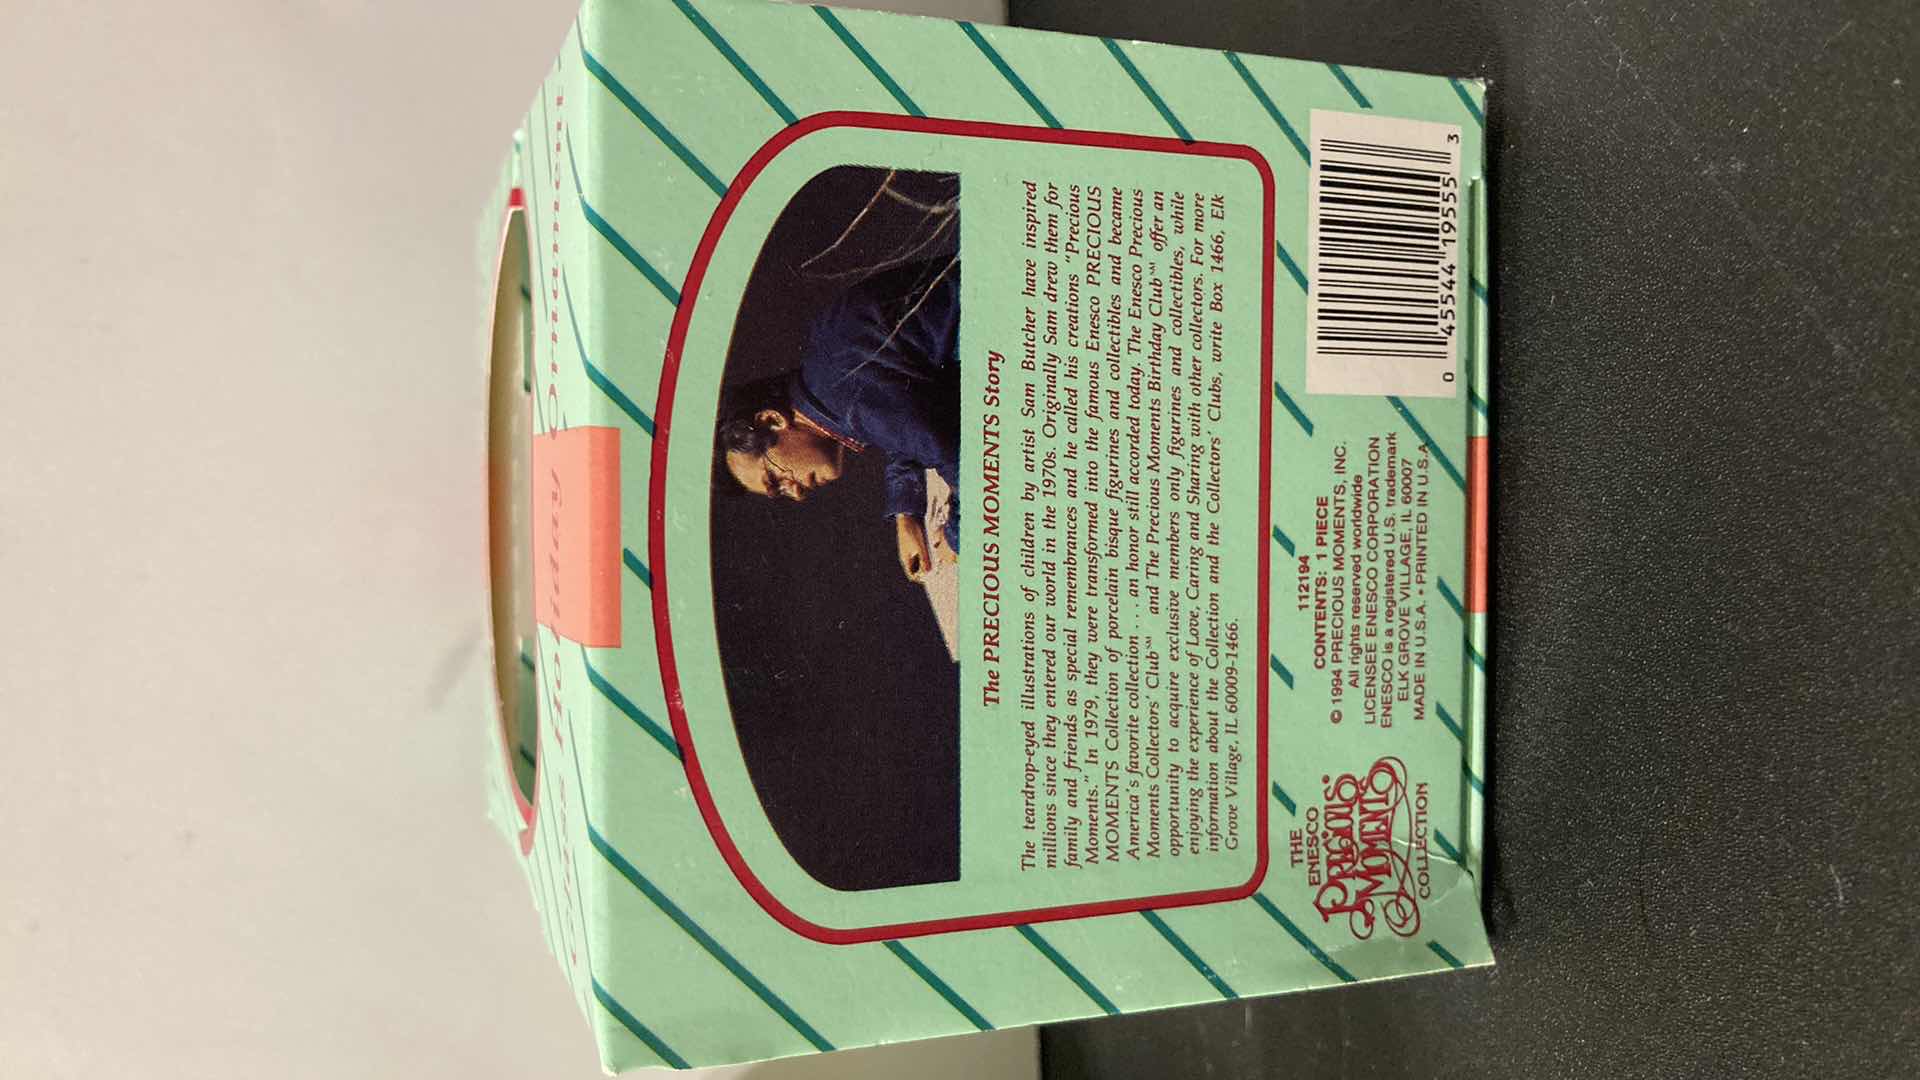 Glass Holiday Ornament
The PRECIOUS MOMENTS Story
The teardrop-eyed illustrations of children by artist Sam Butcher have inspired
millions since they entered our world in the 1970s. Originally Sam drew them for
family and friends as special remembrances and he called his creations "Precious
Moments." In 1979, they were transformed into the famous Enesco PRECIOUS
MOMENTS Collection of porcelain bisque figurines and collectibles and became
America's favorite collection . . . an honor still accorded today. The Enesco Precious
Moments Collectors' Club℠ and The Precious Moments Birthday Club℠ offer an
opportunity to acquire exclusive members only figurines and collectibles, while
enjoying the experience of Love, Caring and Sharing with other collectors. For more
information about the Collection and the Collectors' Clubs, write Box 1466, Elk
Grove Village, IL 60009-1466.
THE
ENESCO
PRECIOUS
MOMENTS
COLLECTION
112194
CONTENTS: 1 PIECE
© 1994 PRECIOUS MOMENTS, INC.
All rights reserved worldwide
LICENSEE ENESCO CORPORATION
ENESCO is a registered U.S. trademark
ELK GROVE VILLAGE, IL 60007
MADE IN U.S.A. • PRINTED IN U.S.A.
0 45544 19555 3